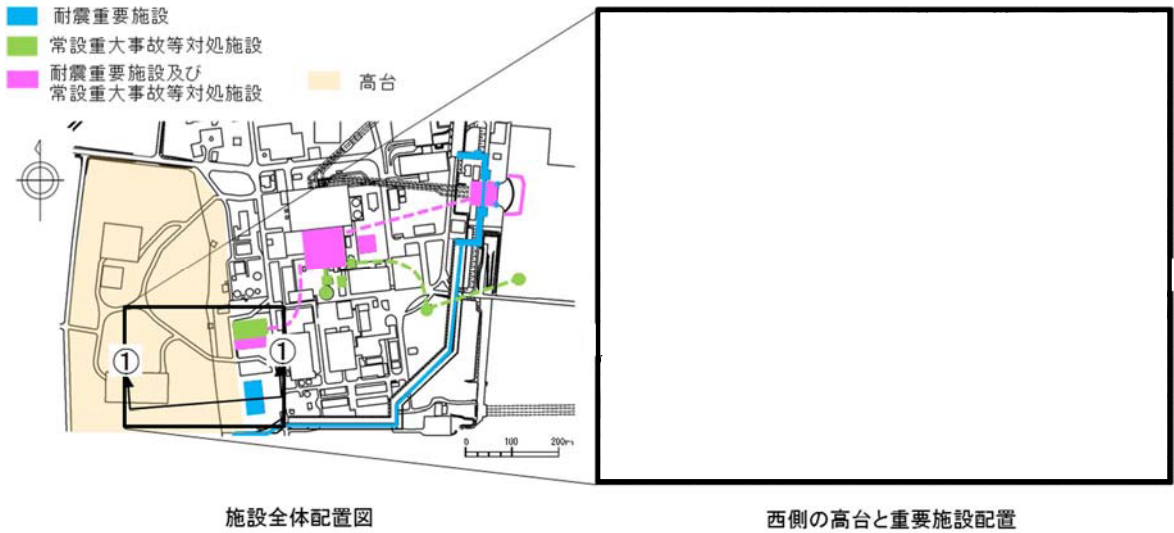 耐震重要施設
常設重大事故等対処施設
耐震重要施設及び
常設重大事故等対処施設
高台
①
①
0 100 200m
施設全体配置図
西側の高台と重要施設配置